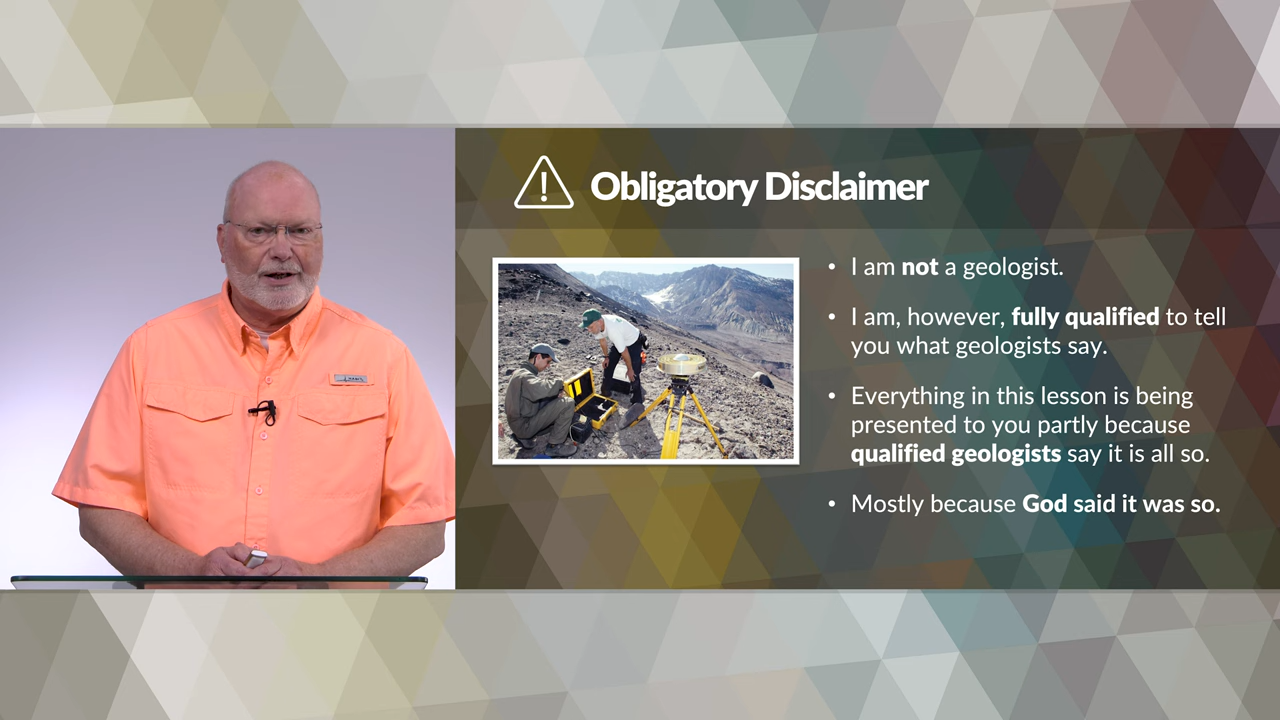 Obligatory Disclaimer
• I am not a geologist.
• I am, however, fully qualified to tell
you what geologists say.
• Everything in this lesson is being
presented to you partly because
qualified geologists say it is all so.
• Mostly because God said it was so.